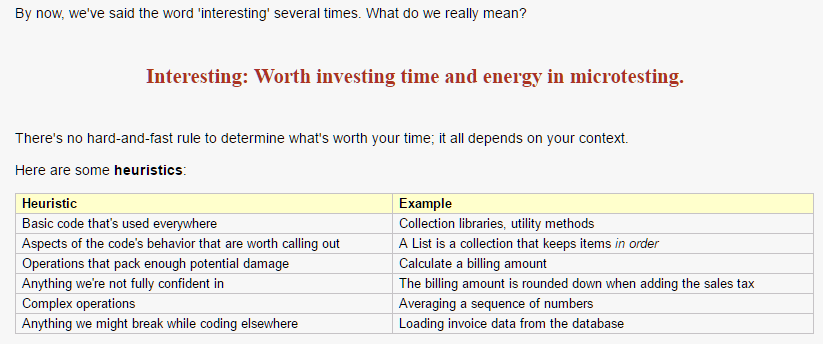 By now, we've said the word 'interesting' several times. What do we really mean?
Interesting: Worth investing time and energy in microtesting.
There's no hard-and-fast rule to determine what's worth your time; it all depends on your context.
Here are some heuristics:
Heuristic Example
Basic code that's used everywhere Collection libraries, utility methods
Aspects of the code's behavior that are worth calling out A List is a collection that keeps items in order
Operations that pack enough potential damage Calculate a billing amount
Anything we're not fully confident in The billing amount is rounded down when adding the sales tax
Complex operations Averaging a sequence of numbers
Anything we might break while coding elsewhere Loading invoice data from the database